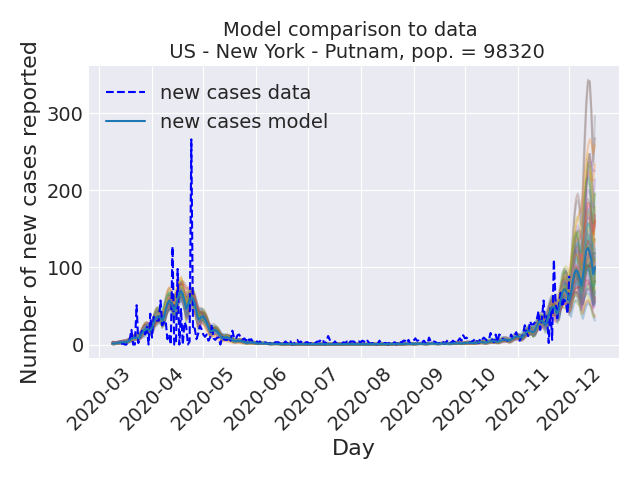 Model comparison to data
US - New York - Putnam, pop. = 98320
Number of new cases reported
300
200
100
0
new cases data
new cases model
2020-03
2020-04
2020-05
2020-06
2020-07
2020-08
2020-09
2020-10
2020-11
2020-12
Day